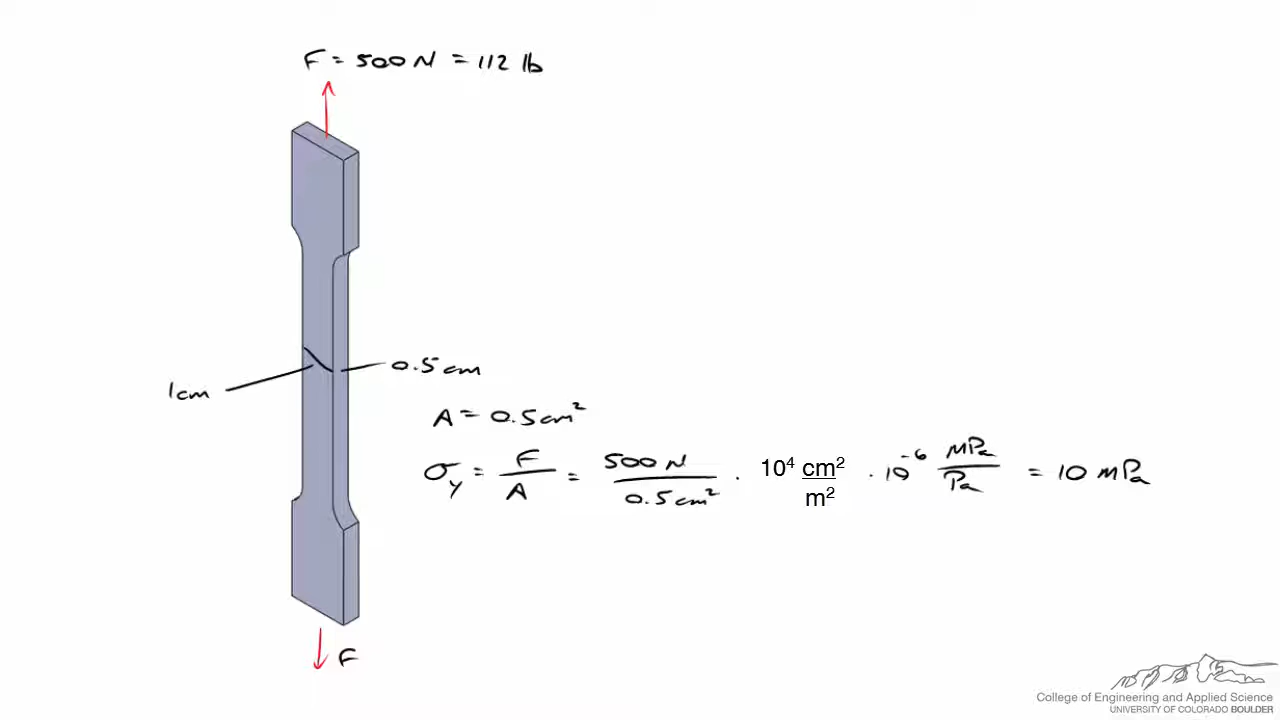 F = 500 N = 112 lb
1cm
0.5 cm
A = 0.5 cm²
σy = F/A = 500 N / 0.5 cm² · 10⁴ cm²/m² · 10⁻⁶ MPa/Pa = 10 MPa
F
College of Engineering and Applied Science
UNIVERSITY OF COLORADO BOULDER